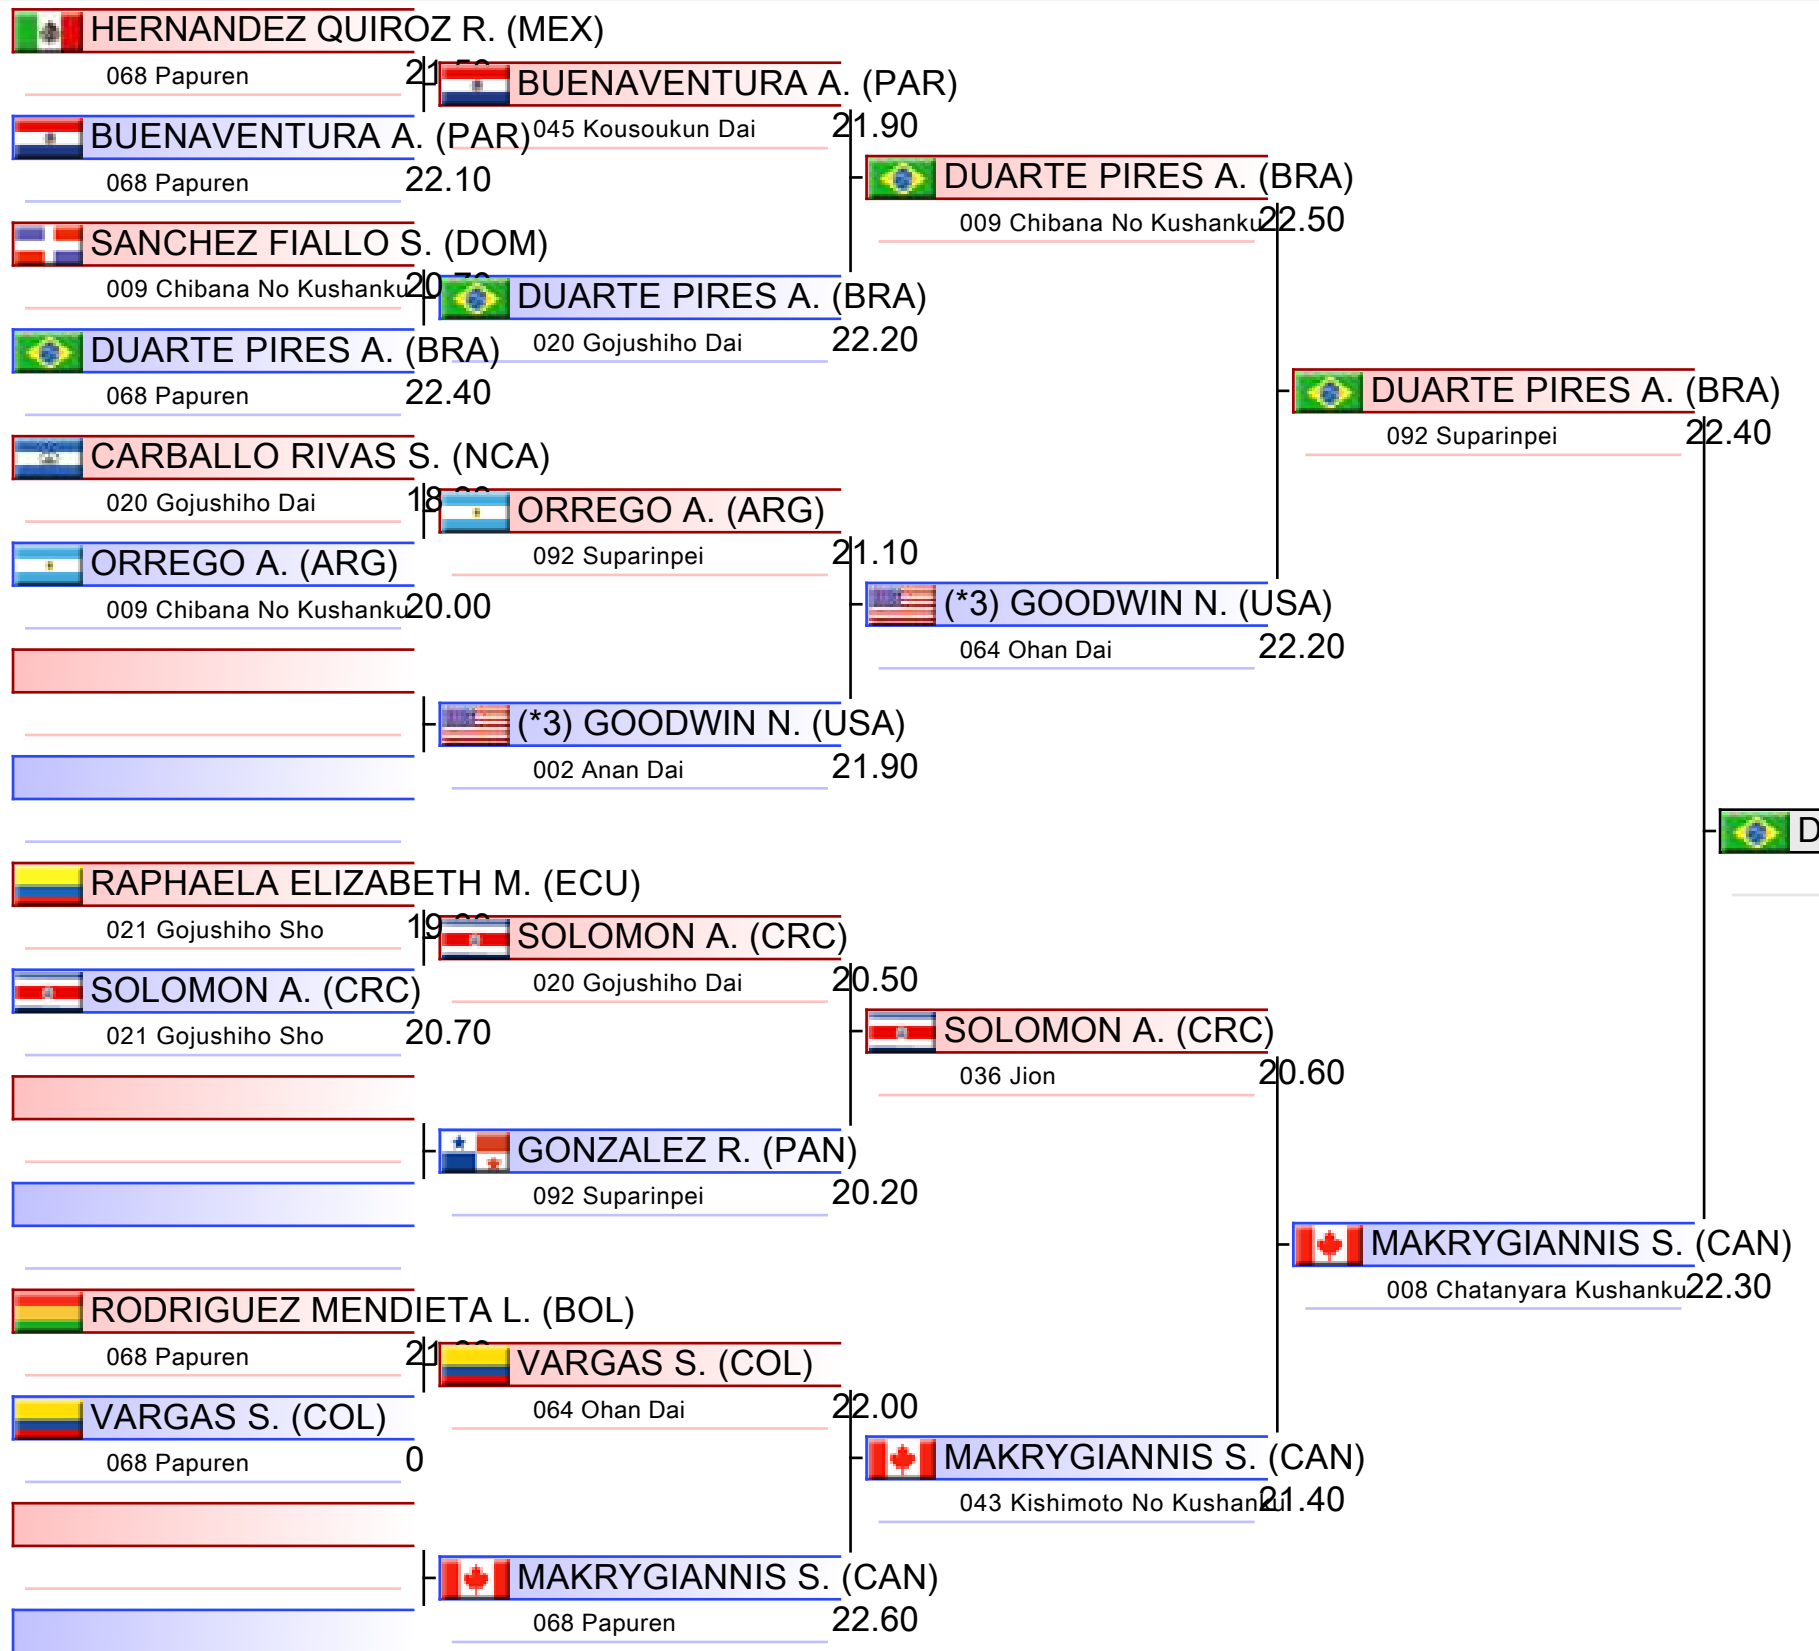 HERNANDEZ QUIROZ R. (MEX)
068 Papuren
BUENAVENTURA A. (PAR)
068 Papuren 22.10
SANCHEZ FIALLO S. (DOM)
009 Chibana No Kushanku
DUARTE PIRES A. (BRA)
068 Papuren 22.40
CARBALLO RIVAS S. (NCA)
020 Gojushiho Dai
ORREGO A. (ARG)
009 Chibana No Kushanku 20.00
RAPHAELA ELIZABETH M. (ECU)
021 Gojushiho Sho
SOLOMON A. (CRC)
021 Gojushiho Sho 20.70
RODRIGUEZ MENDIETA L. (BOL)
068 Papuren
VARGAS S. (COL)
068 Papuren 0
BUENAVENTURA A. (PAR)
045 Kousoukun Dai 21.90
DUARTE PIRES A. (BRA)
020 Gojushiho Dai 22.20
ORREGO A. (ARG)
092 Suparinpei 21.10
(*3) GOODWIN N. (USA)
002 Anan Dai 21.90
SOLOMON A. (CRC)
020 Gojushiho Dai 20.50
GONZALEZ R. (PAN)
092 Suparinpei 20.20
VARGAS S. (COL)
064 Ohan Dai 22.00
MAKRYGIANNIS S. (CAN)
068 Papuren 22.60
DUARTE PIRES A. (BRA)
009 Chibana No Kushanku 22.50
(*3) GOODWIN N. (USA)
064 Ohan Dai 22.20
SOLOMON A. (CRC)
036 Jion 20.60
MAKRYGIANNIS S. (CAN)
043 Kishimoto No Kushanku 21.40
DUARTE PIRES A. (BRA)
092 Suparinpei 22.40
MAKRYGIANNIS S. (CAN)
008 Chatanyara Kushanku 22.30